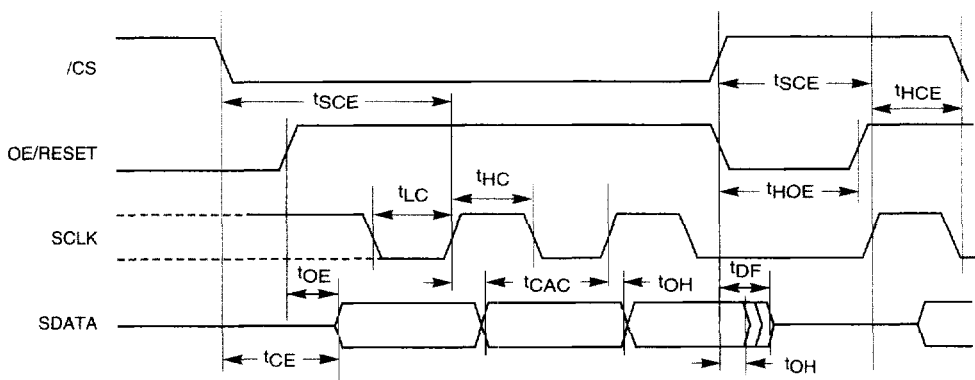 /CS
tSCE
tSCE
tHCE
OE/RESET
tLC
tHC
tHOE
SCLK
tOE
tCAC
tOH
tDF
SDATA
tCE
tOH